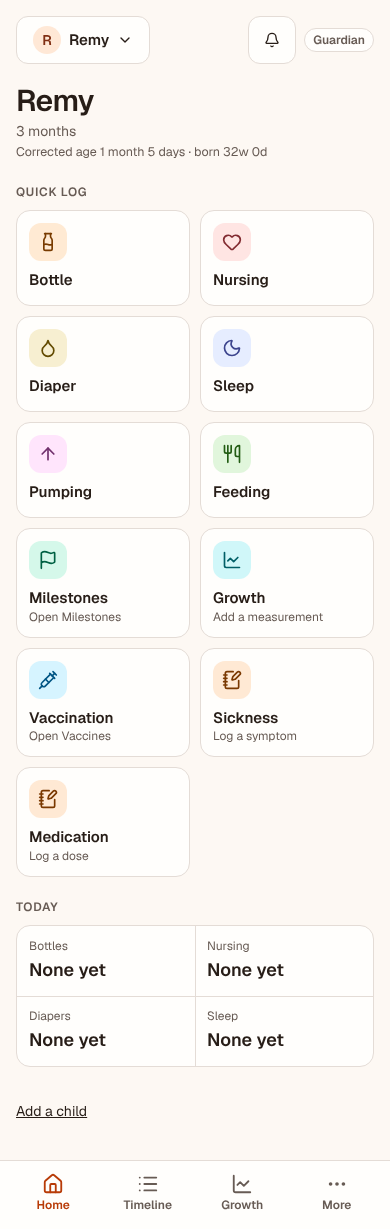 R Remy
Guardian
Remy
3 months
Corrected age 1 month 5 days · born 32w 0d
QUICK LOG
Bottle
Nursing
Diaper
Sleep
Pumping
Feeding
Milestones
Open Milestones
Growth
Add a measurement
Vaccination
Open Vaccines
Sickness
Log a symptom
Medication
Log a dose
TODAY
Bottles
None yet
Nursing
None yet
Diapers
None yet
Sleep
None yet
Add a child
Home
Timeline
Growth
More